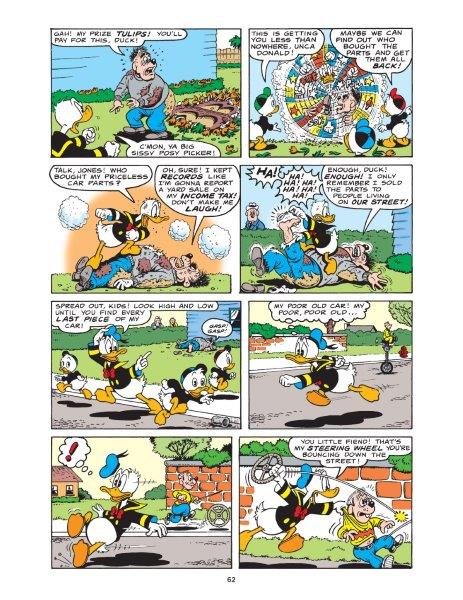 GAH! MY PRIZE TULIPS! YOU'LL
PAY FOR THIS, DUCK!
C'MON, YA BIG
SISSY POSY PICKER!
THIS IS GETTING
YOU LESS THAN
NOWHERE, UNCA
DONALD!
MAYBE WE CAN
FIND OUT WHO
BOUGHT THE
PARTS AND GET
THEM ALL
BACK!
TALK, JONES! WHO
BOUGHT MY PRICELESS
CAR PARTS?
OH, SURE! I KEPT
RECORDS LIKE
I'M GONNA REPORT
A YARD SALE ON
MY INCOME TAX!
DON'T MAKE ME
LAUGH!
HA!
HA! HA!
HA! HA!
HA! HA!
HA!
ENOUGH, DUCK!
ENOUGH! I ONLY
REMEMBER I SOLD
THE PARTS TO
PEOPLE LIVING
ON OUR STREET!
SPREAD OUT, KIDS! LOOK HIGH AND LOW
UNTIL YOU FIND EVERY
LAST PIECE OF MY
CAR!
GASP!
GASP!
MY POOR OLD CAR! MY
POOR, POOR OLD...
!
?
YOU LITTLE FIEND! THAT'S
MY STEERING WHEEL YOU'RE
BOUNCING DOWN THE
STREET!
62